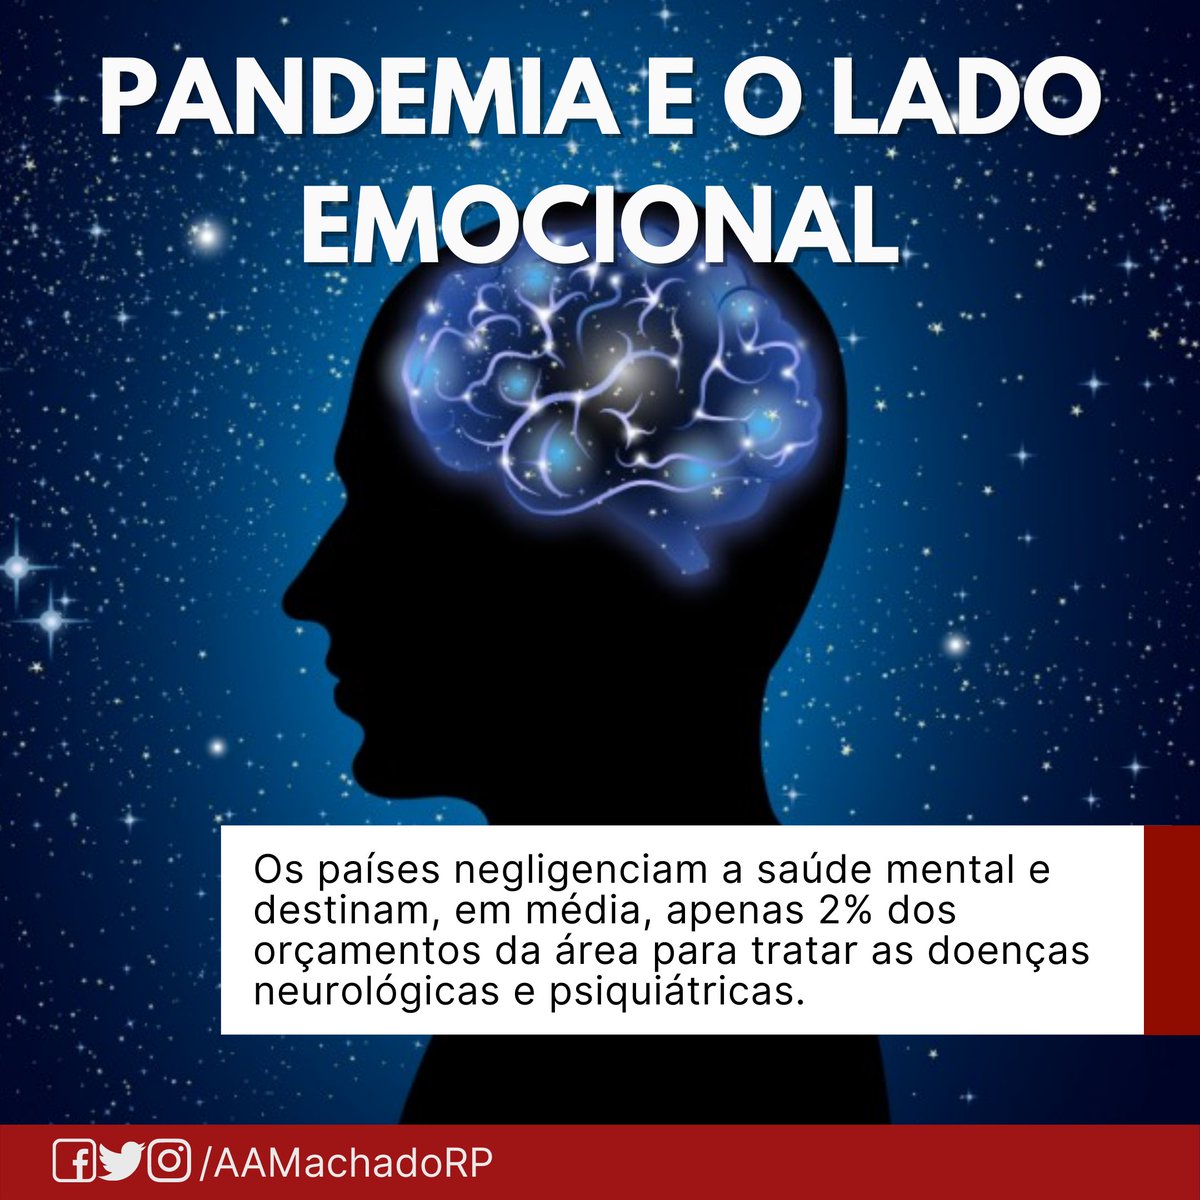 PANDEMIA E O LADO
EMOCIONAL
Os países negligenciam a saúde mental e
destinam, em média, apenas 2% dos
orçamentos da área para tratar as doenças
neurológicas e psiquiátricas.
/AAMachadoRP